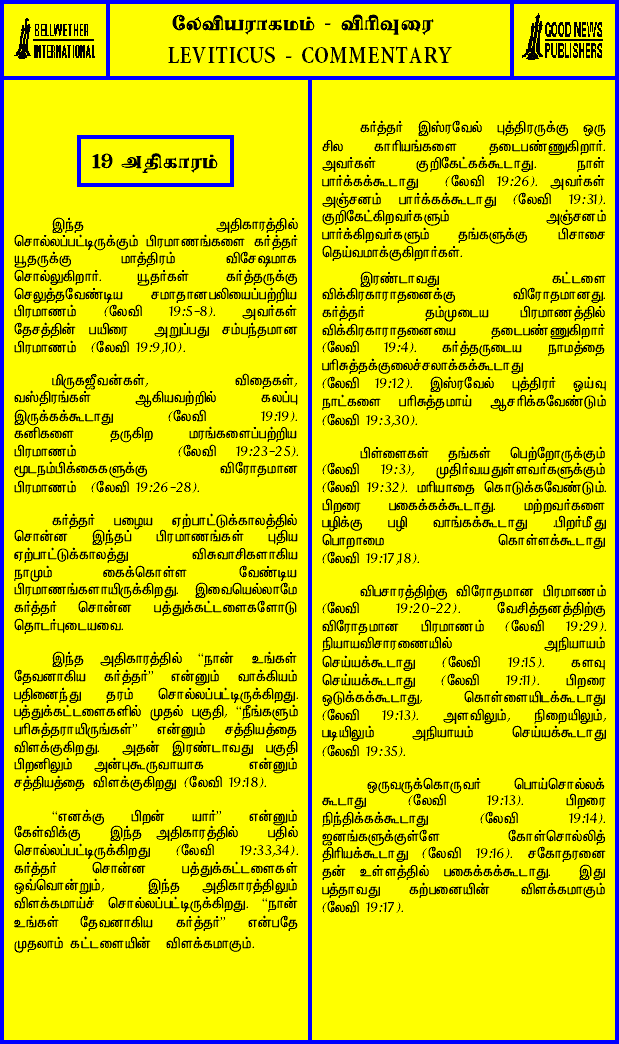 BELLWETHER
INTERNATIONAL
லேவியராகமம் - விரிவுரை
LEVITICUS - COMMENTARY
GOOD NEWS
PUBLISHERS
19 அதிகாரம்
இந்த அதிகாரத்தில்
சொல்லப்பட்டிருக்கும் பிரமாணங்களை கர்த்தர்
யூதருக்கு மாத்திரம் விசேஷமாக
சொல்லுகிறார். யூதர்கள் கர்த்தருக்கு
செலுத்தவேண்டிய சமாதானபலியைப்பற்றிய
பிரமாணம் (லேவி 19:5-8). அவர்கள்
தேசத்தின் பயிரை அறுப்பது சம்பந்தமான
பிரமாணம் (லேவி 19:9,10).
மிருகஜீவன்கள், விதைகள்,
வஸ்திரங்கள் ஆகியவற்றில் கலப்பு
இருக்கக்கூடாது (லேவி 19:19).
கனிகளை தருகிற மரங்களைப்பற்றிய
பிரமாணம் (லேவி 19:23-25).
மூடநம்பிக்கைகளுக்கு விரோதமான
பிரமாணம் (லேவி 19:26-28).
கர்த்தர் பழைய ஏற்பாட்டுக்காலத்தில்
சொன்ன இந்தப் பிரமாணங்கள் புதிய
ஏற்பாட்டுக்காலத்து விசுவாசிகளாகிய
நாமும் கைக்கொள்ள வேண்டிய
பிரமாணங்களாயிருக்கிறது. இவையெல்லாமே
கர்த்தர் சொன்ன பத்துக்கட்டளைகளோடு
தொடர்புடையவை.
இந்த அதிகாரத்தில் “நான் உங்கள்
தேவனாகிய கர்த்தர்” என்னும் வாக்கியம்
பதினைந்து தரம் சொல்லப்பட்டிருக்கிறது.
பத்துக்கட்டளைகளில் முதல் பகுதி, “நீங்களும்
பரிசுத்தராயிருங்கள்” என்னும் சத்தியத்தை
விளக்குகிறது. அதன் இரண்டாவது பகுதி
பிறனிலும் அன்புகூருவாயாக என்னும்
சத்தியத்தை விளக்குகிறது (லேவி 19:18).
“எனக்கு பிறன் யார்” என்னும்
கேள்விக்கு இந்த அதிகாரத்தில் பதில்
சொல்லப்பட்டிருக்கிறது (லேவி 19:33,34).
கர்த்தர் சொன்ன பத்துக்கட்டளைகள்
ஒவ்வொன்றும், இந்த அதிகாரத்திலும்
விளக்கமாய்ச் சொல்லப்பட்டிருக்கிறது. “நான்
உங்கள் தேவனாகிய கர்த்தர்” என்பதே
முதலாம் கட்டளையின் விளக்கமாகும்.
கர்த்தர் இஸ்ரவேல் புத்திரருக்கு ஒரு
சில காரியங்களை தடைபண்ணுகிறார்.
அவர்கள் குறிகேட்கக்கூடாது. நாள்
பார்க்கக்கூடாது (லேவி 19:26). அவர்கள்
அஞ்சனம் பார்க்கக்கூடாது (லேவி 19:31).
குறிகேட்கிறவர்களும் அஞ்சனம்
பார்க்கிறவர்களும் தங்களுக்கு பிசாசை
தெய்வமாக்குகிறார்கள்.
இரண்டாவது கட்டளை
விக்கிரகாராதனைக்கு விரோதமானது.
கர்த்தர் தம்முடைய பிரமாணத்தில்
விக்கிரகாராதனையை தடைபண்ணுகிறார்
(லேவி 19:4). கர்த்தருடைய நாமத்தை
பரிசுத்தக்குலைச்சலாக்கக்கூடாது
(லேவி 19:12). இஸ்ரவேல் புத்திரர் ஓய்வு
நாட்களை பரிசுத்தமாய் ஆசரிக்கவேண்டும்
(லேவி 19:3,30).
பிள்ளைகள் தங்கள் பெற்றோருக்கும்
(லேவி 19:3), முதிர்வயதுள்ளவர்களுக்கும்
(லேவி 19:32). மரியாதை கொடுக்கவேண்டும்.
பிறரை பகைக்கக்கூடாது. மற்றவர்களை
பழிக்கு பழி வாங்கக்கூடாது .பிறர்மீது
பொறாமை கொள்ளக்கூடாது
(லேவி 19:17,18).
விபசாரத்திற்கு விரோதமான பிரமாணம்
(லேவி 19:20-22). வேசித்தனத்திற்கு
விரோதமான பிரமாணம் (லேவி 19:29).
நியாயவிசாரணையில் அநியாயம்
செய்யக்கூடாது (லேவி 19:15). களவு
செய்யக்கூடாது (லேவி 19:11). பிறரை
ஒடுக்கக்கூடாது. கொள்ளையிடக்கூடாது
(லேவி 19:13). அளவிலும், நிறையிலும்,
படியிலும் அநியாயம் செய்யக்கூடாது
(லேவி 19:35).
ஒருவருக்கொருவர் பொய்சொல்லக்
கூடாது (லேவி 19:13). பிறரை
நிந்திக்கக்கூடாது (லேவி 19:14).
ஜனங்களுக்குள்ளே கோள்சொல்லித்
திரியக்கூடாது (லேவி 19:16). சகோதரனை
தன் உள்ளத்தில் பகைக்கக்கூடாது. இது
பத்தாவது கற்பனையின் விளக்கமாகும்
(லேவி 19:17).